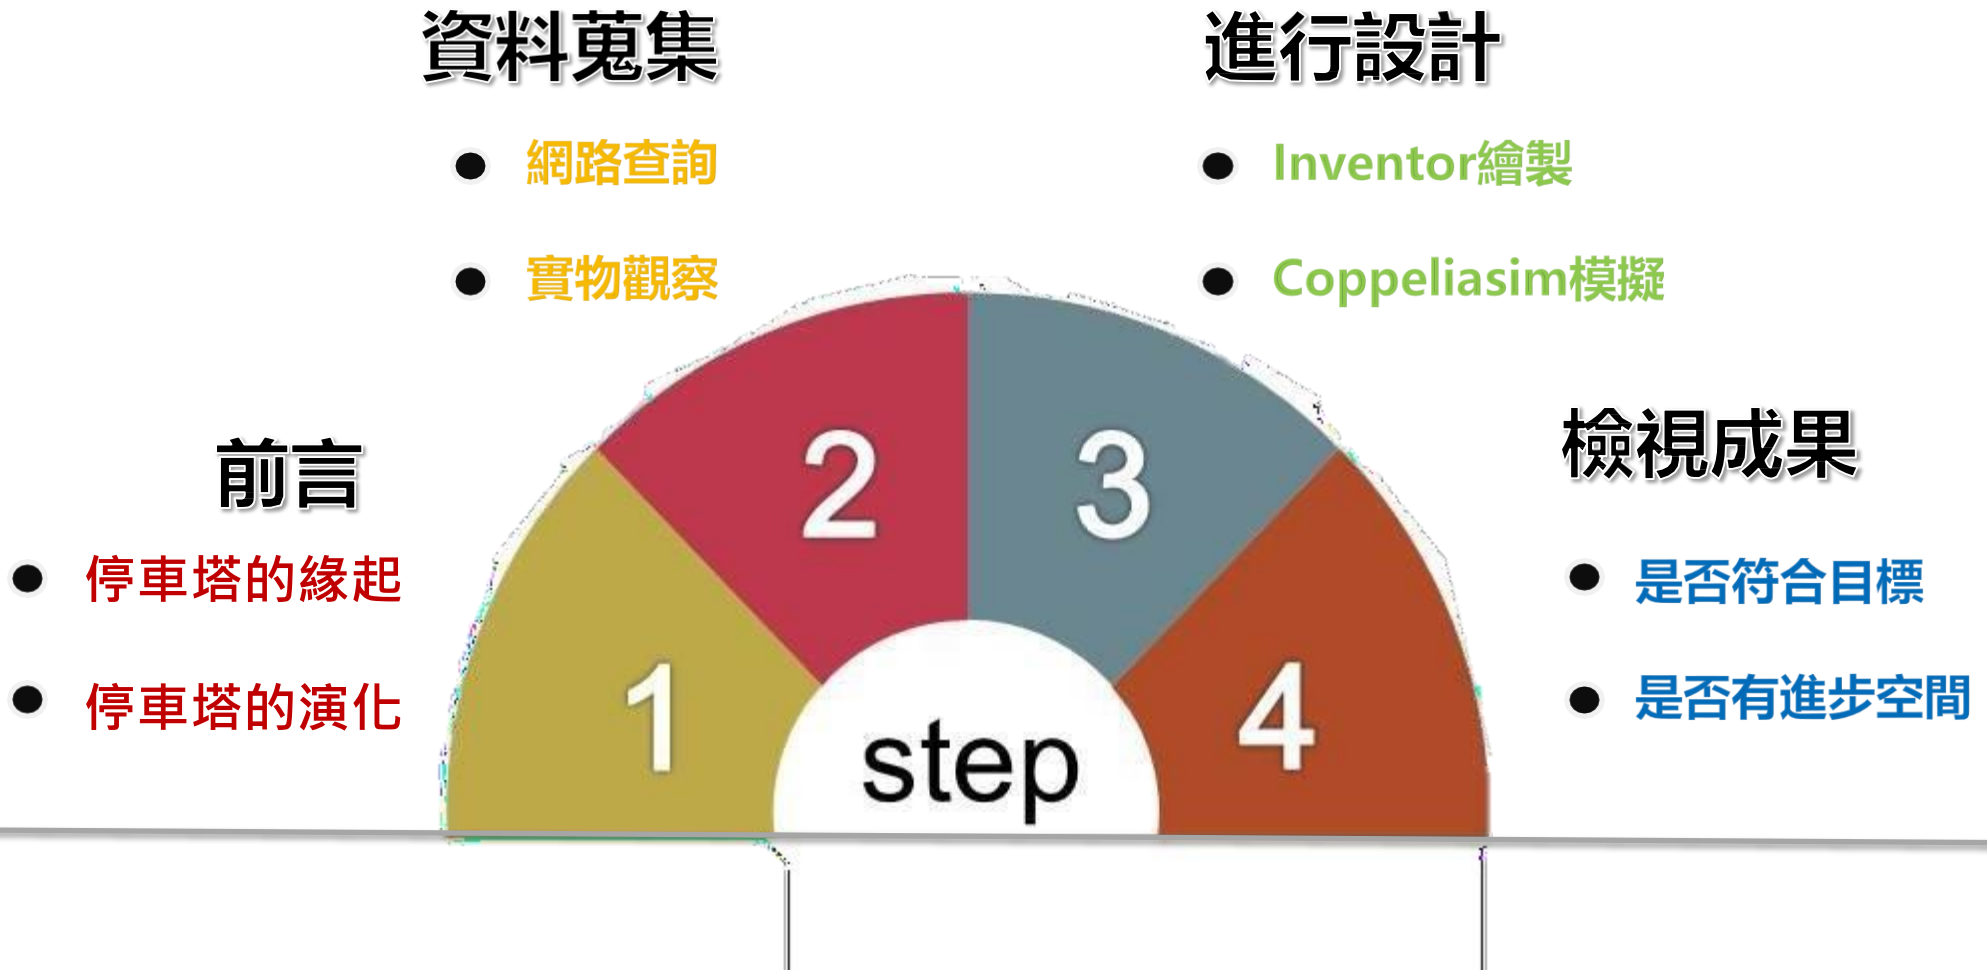 資料蒐集
網路查詢
實物觀察
進行設計
Inventor繪製
Coppeliasim模擬
前言
停車塔的緣起
停車塔的演化
檢視成果
是否符合目標
是否有進步空間
1
2
3
4
step